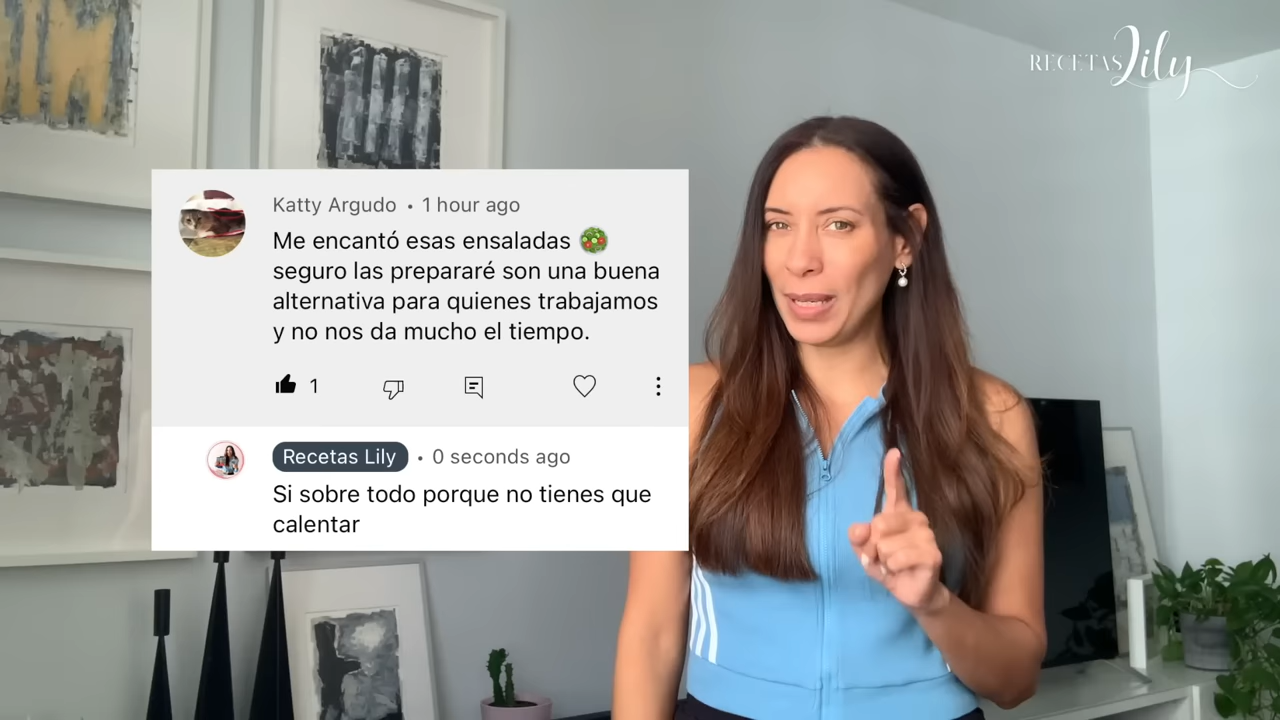 RECETAS Lily
Katty Argudo • 1 hour ago
Me encantó esas ensaladas 🥗
seguro las prepararé son una buena
alternativa para quienes trabajamos
y no nos da mucho el tiempo.
1
Recetas Lily • 0 seconds ago
Si sobre todo porque no tienes que
calentar